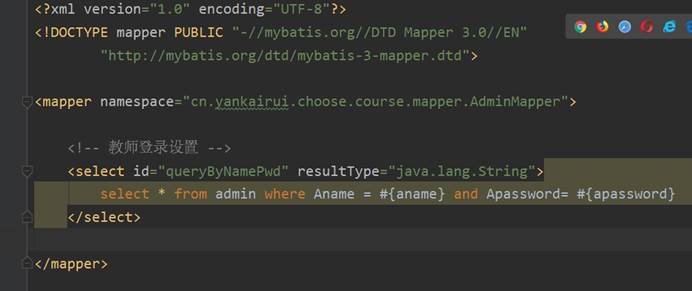 <?xml version="1.0" encoding="UTF-8"?>
<!DOCTYPE mapper PUBLIC "-//mybatis.org//DTD Mapper 3.0//EN"
"http://mybatis.org/dtd/mybatis-3-mapper.dtd">
<mapper namespace="cn.yankairui.choose.course.mapper.AdminMapper">
<!-- 教师登录设置 -->
<select id="queryByNamePwd" resultType="java.lang.String">
select * from admin where Aname = #{aname} and Apassword= #{apassword}
</select>
</mapper>